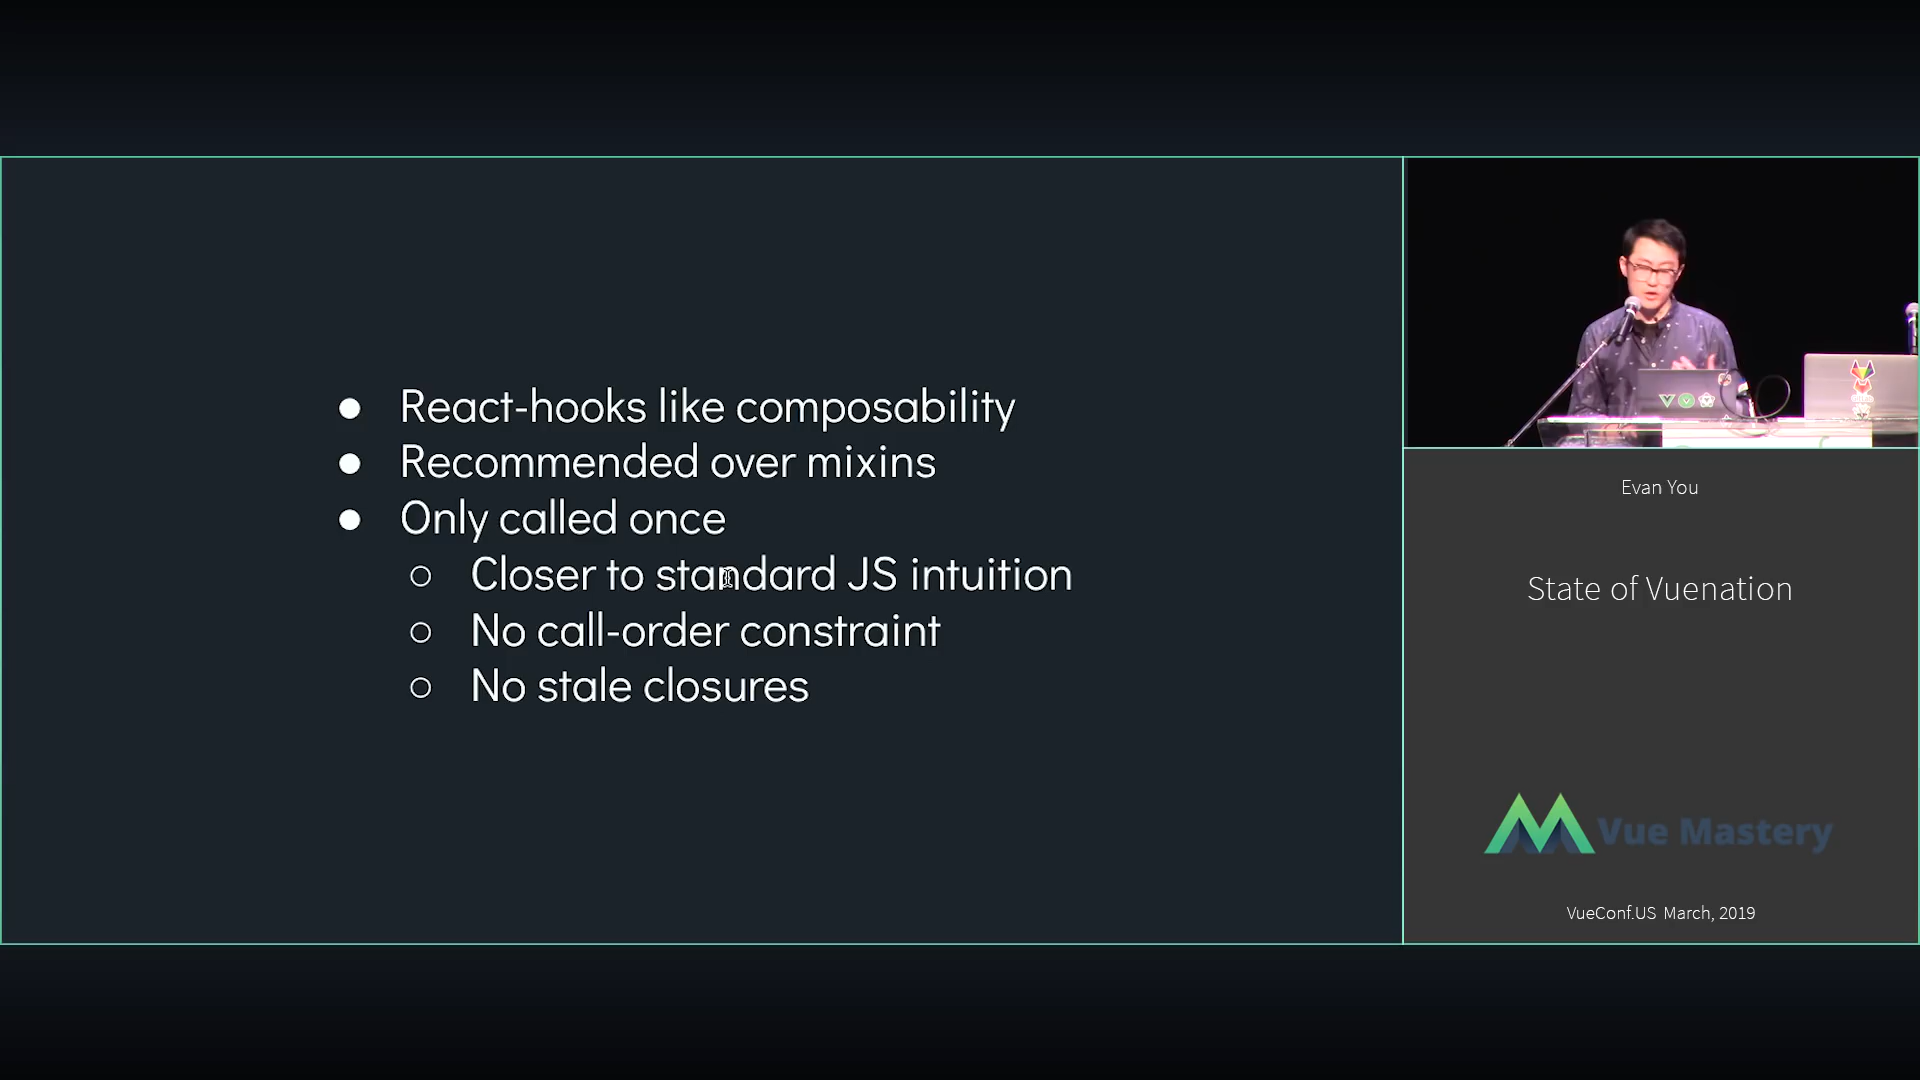 React-hooks like composability
Recommended over mixins
Only called once
Closer to standard JS intuition
No call-order constraint
No stale closures
Evan You
State of Vuenation
Vue Mastery
VueConf.US March, 2019